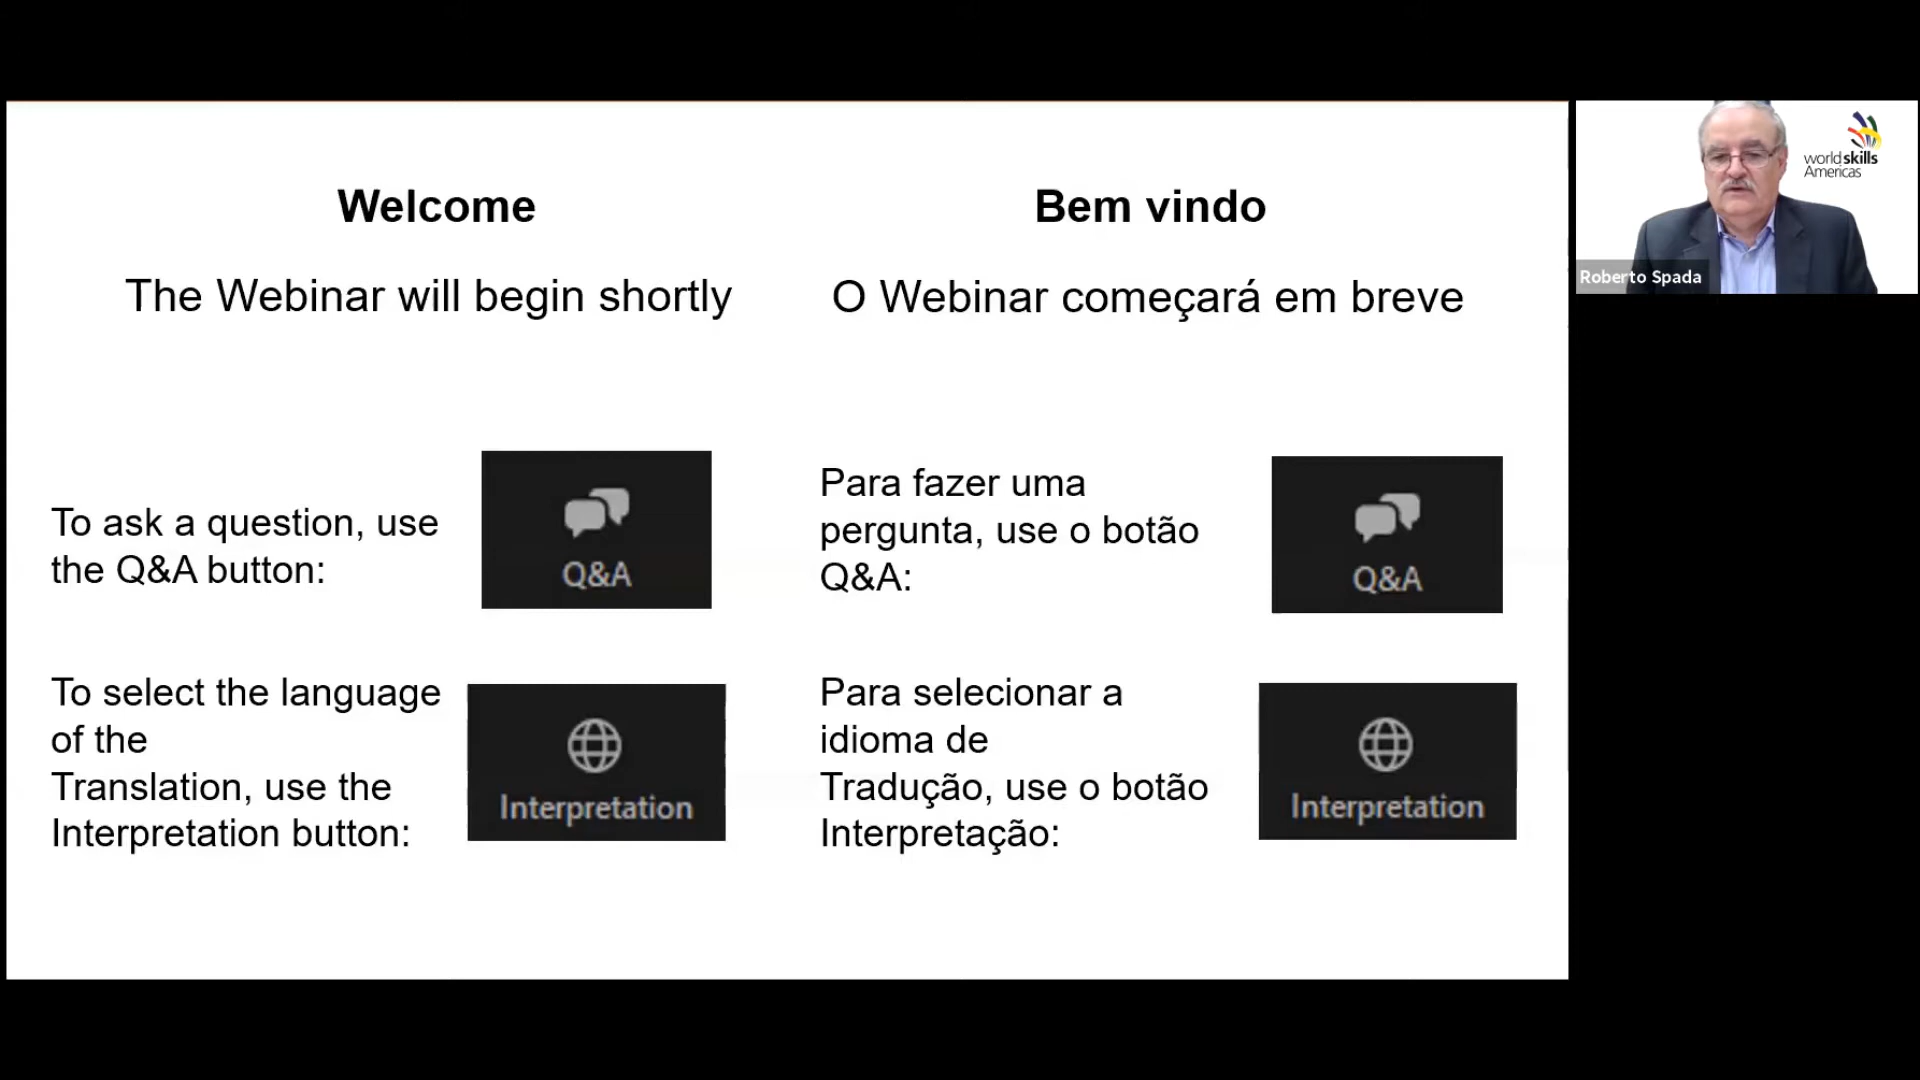 Welcome
The Webinar will begin shortly
To ask a question, use
the Q&A button:
Q&A
To select the language
of the
Translation, use the
Interpretation button:
Interpretation
Bem vindo
O Webinar começará em breve
Para fazer uma
pergunta, use o botão
Q&A:
Q&A
Para selecionar a
idioma de
Tradução, use o botão
Interpretação:
Interpretation
worldskills
Americas
Roberto Spada